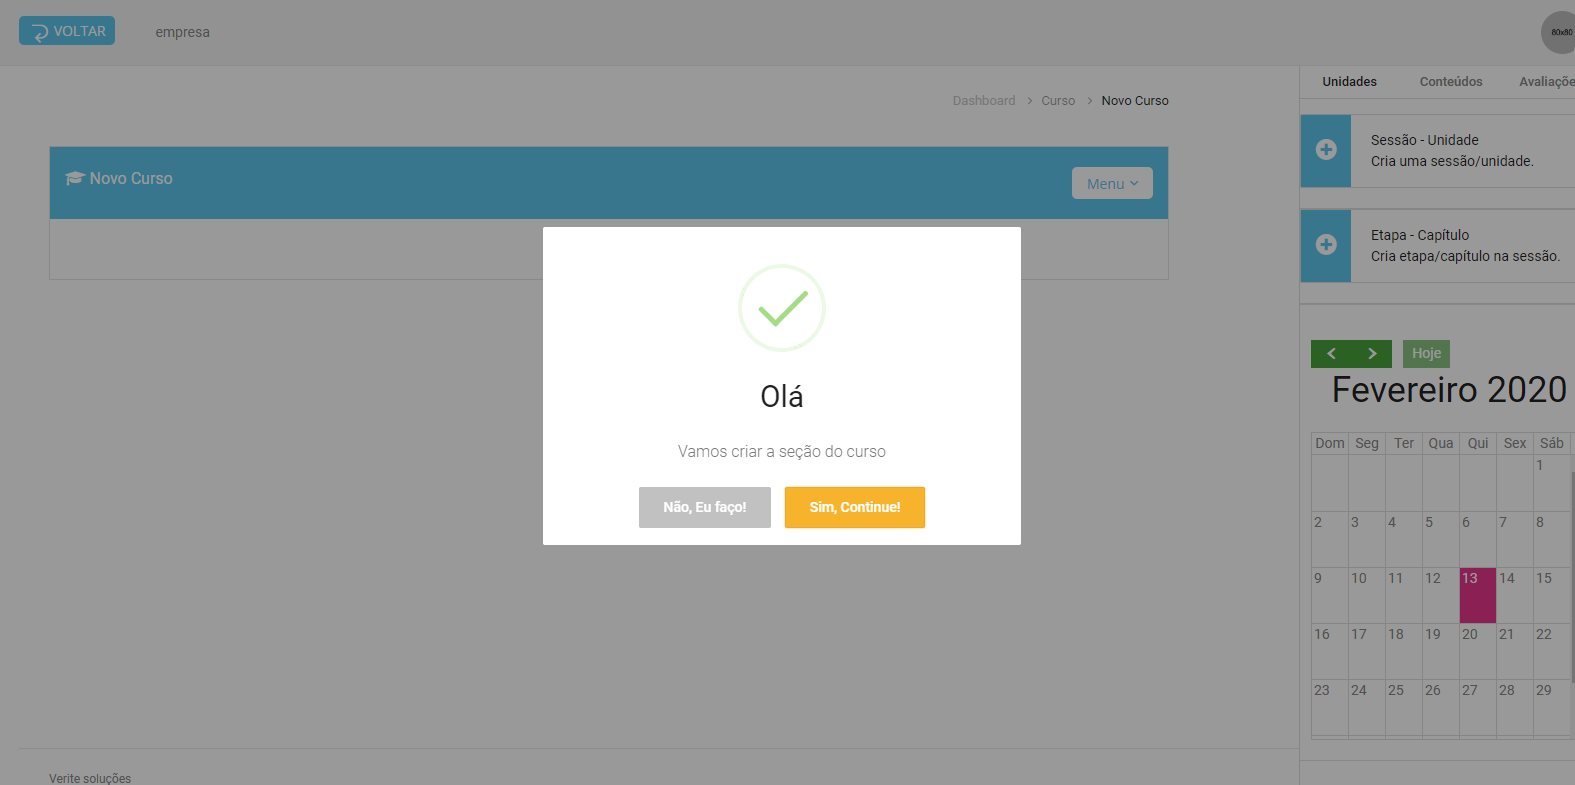 VOLTAR
empresa
80x80
Unidades Conteúdos Avaliaçõe
Dashboard > Curso > Novo Curso
Novo Curso
Menu
Sessão - Unidade
Cria uma sessão/unidade.
Etapa - Capítulo
Cria etapa/capítulo na sessão.
Olá
Vamos criar a seção do curso
Não, Eu faço!
Sim, Continue!
Hoje
Fevereiro 2020
Dom Seg Ter Qua Qui Sex Sáb
1
2 3 4 5 6 7 8
9 10 11 12 13 14 15
16 17 18 19 20 21 22
23 24 25 26 27 28 29
Verite soluções